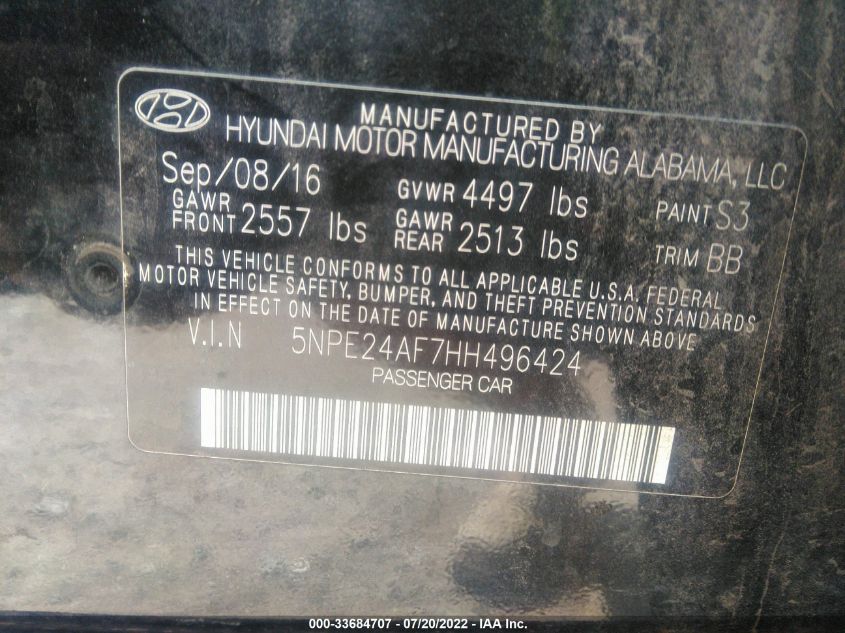 MANUFACTURED BY
HYUNDAI MOTOR MANUFACTURING ALABAMA, LLC
Sep/08/16 GVWR 4497 lbs PAINT S3
GAWR FRONT 2557 lbs GAWR REAR 2513 lbs TRIM BB
THIS VEHICLE CONFORMS TO ALL APPLICABLE U.S.A. FEDERAL
MOTOR VEHICLE SAFETY, BUMPER, AND THEFT PREVENTION STANDARDS
IN EFFECT ON THE DATE OF MANUFACTURE SHOWN ABOVE
V.I.N 5NPE24AF7HH496424
PASSENGER CAR
000-33684707 - 07/20/2022 - IAA Inc.